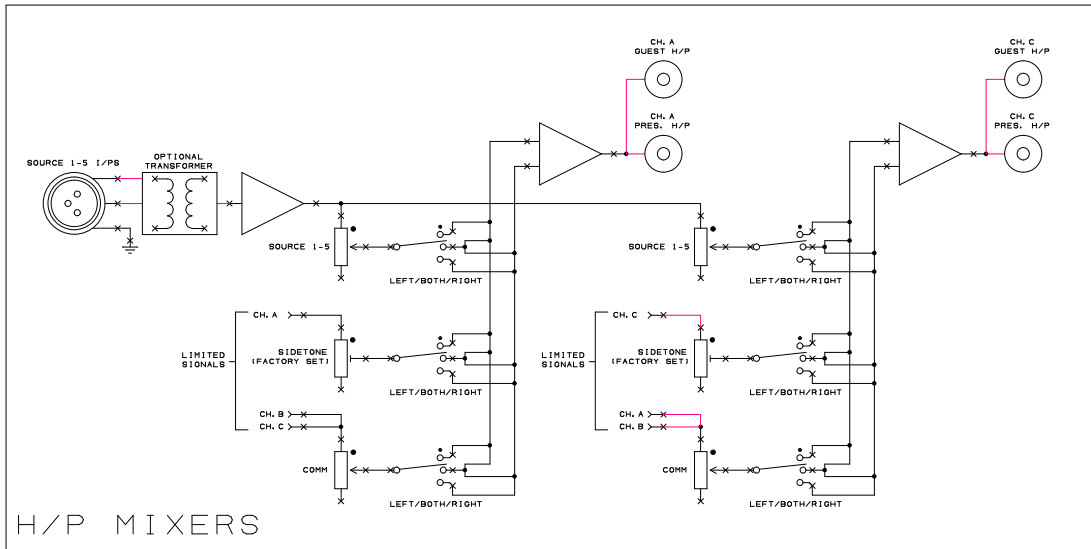 CH. A
GUEST H/P
CH. C
GUEST H/P
CH. A
PRES. H/P
CH. C
PRES. H/P
OPTIONAL
TRANSFORMER
SOURCE 1-5 I/PS
SOURCE 1-5
LEFT/BOTH/RIGHT
SOURCE 1-5
LEFT/BOTH/RIGHT
CH. A
LIMITED
SIGNALS
SIDETONE
(FACTORY SET)
LEFT/BOTH/RIGHT
CH. C
LIMITED
SIGNALS
SIDETONE
(FACTORY SET)
LEFT/BOTH/RIGHT
CH. B
CH. C
COMM
LEFT/BOTH/RIGHT
CH. A
CH. B
COMM
LEFT/BOTH/RIGHT
H/P MIXERS